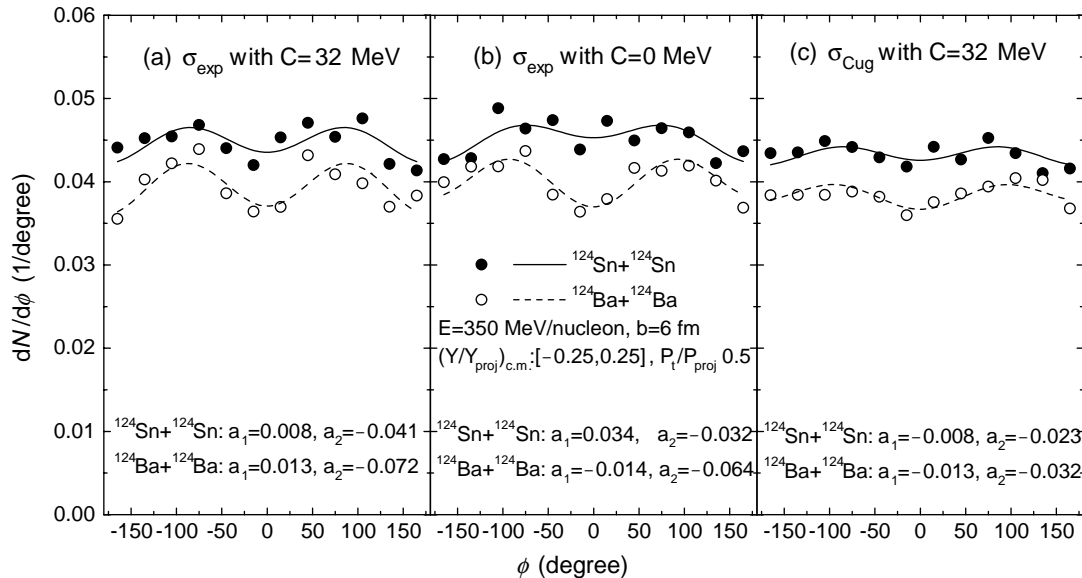 0.06
(a) σexp with C=32 MeV
(b) σexp with C=0 MeV
(c) σCug with C=32 MeV
0.05
0.04
0.03
0.02
0.01
0.00
dN/dϕ (1/degree)
124Sn+124Sn
124Ba+124Ba
E=350 MeV/nucleon, b=6 fm
(Y/Yproj)c.m.:[−0.25,0.25] , Pt/Pproj 0.5
124Sn+124Sn: a1=0.008, a2=−0.041
124Ba+124Ba: a1=0.013, a2=−0.072
124Sn+124Sn: a1=0.034, a2=−0.032
124Ba+124Ba: a1=−0.014, a2=−0.064
124Sn+124Sn: a1=−0.008, a2=−0.023
124Ba+124Ba: a1=−0.013, a2=−0.032
-150 -100 -50 0 50 100 150
-150 -100 -50 0 50 100 150
-150 -100 -50 0 50 100 150
ϕ (degree)